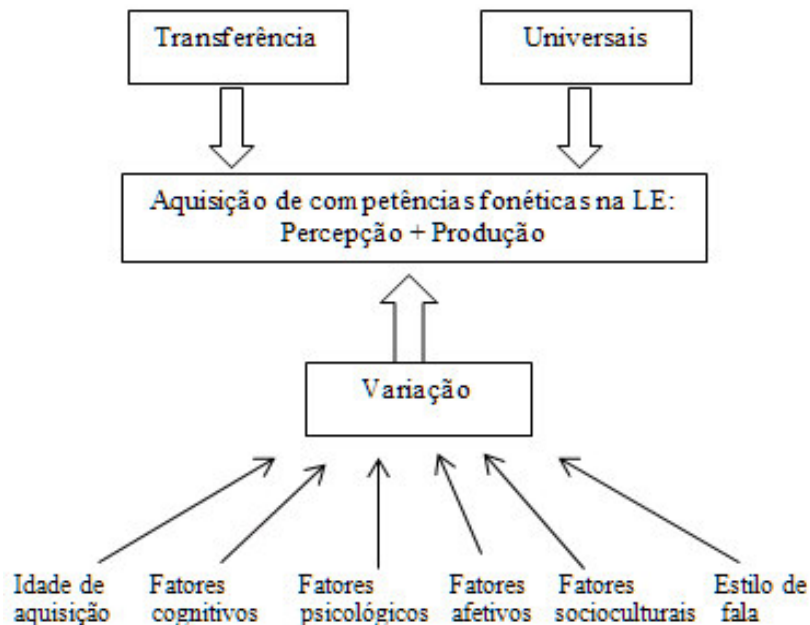 Transferência
Universais
Aquisição de competências fonéticas na LE:
Percepção + Produção
Variação
Idade de
aquisição
Fatores
cognitivos
Fatores
psicológicos
Fatores
afetivos
Fatores
socioculturais
Estilo de
fala